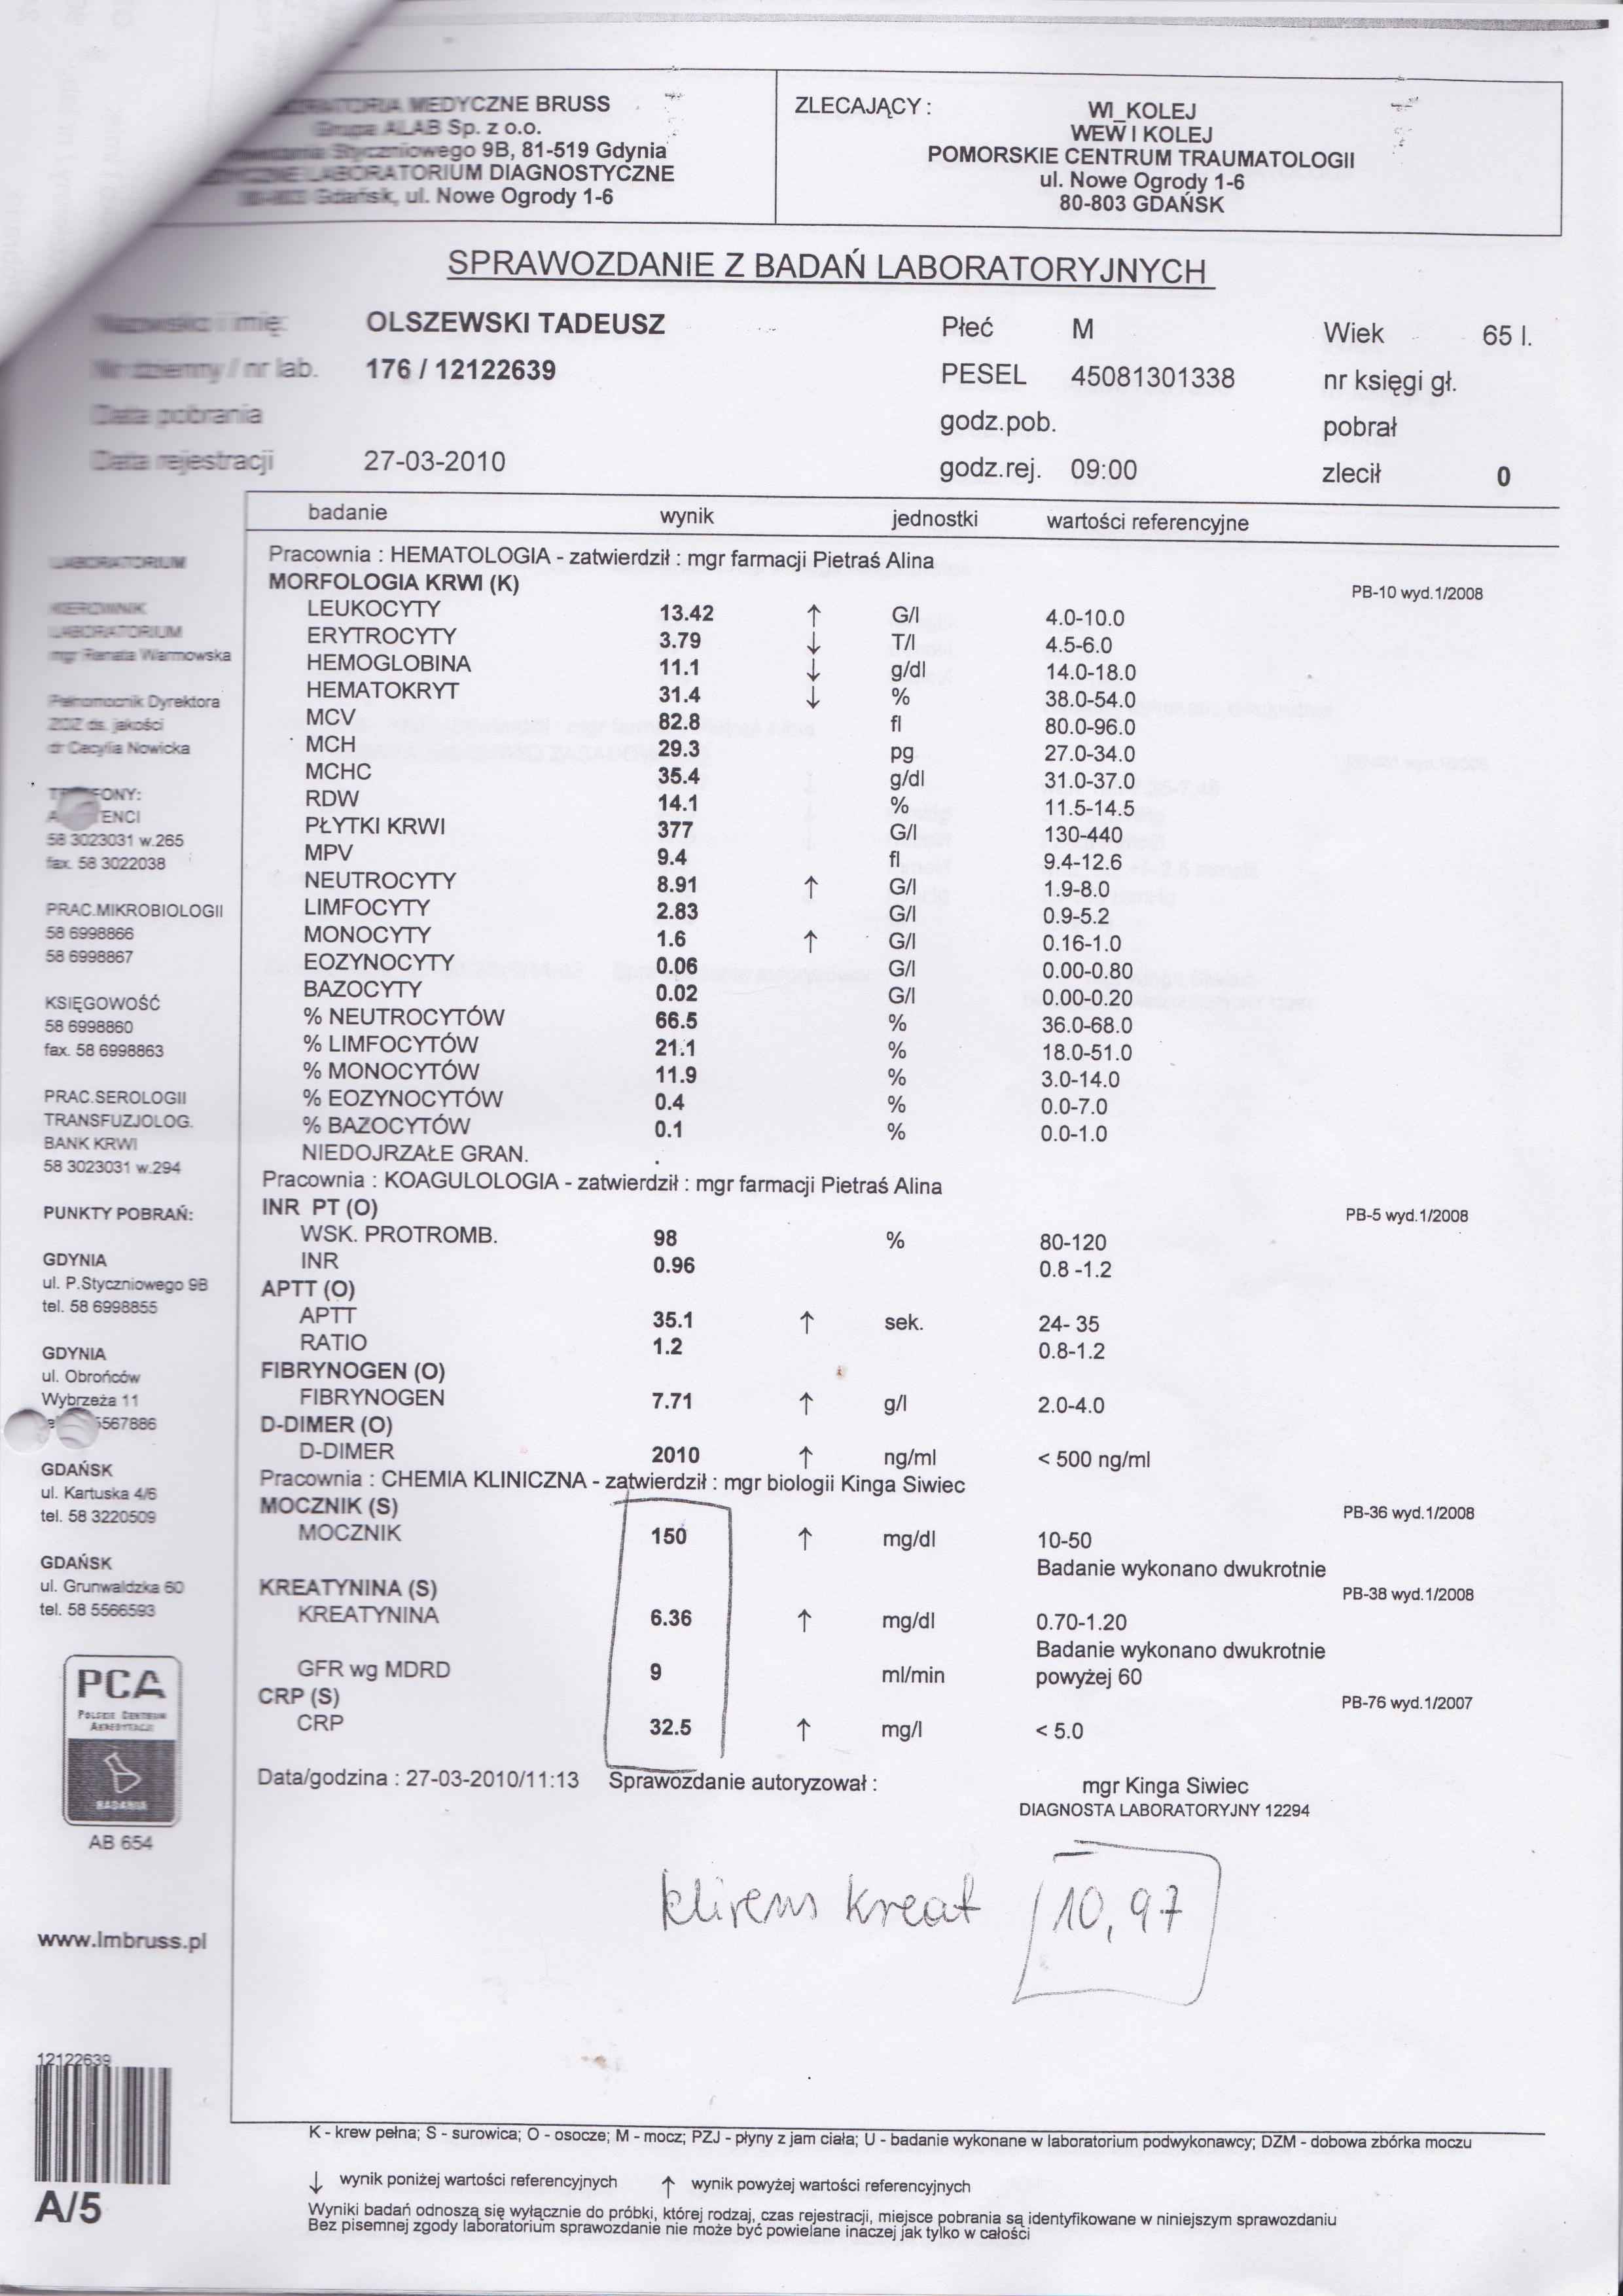 MEDYCZNE BRUSS
Grupa ALAB Sp. z o.o.
Styczniowego 9B, 81-519 Gdynia
LABORATORIUM DIAGNOSTYCZNE
Gdańsk, ul. Nowe Ogrody 1-6
ZLECAJĄCY :
WI_KOLEJ
WEW I KOLEJ
POMORSKIE CENTRUM TRAUMATOLOGII
ul. Nowe Ogrody 1-6
80-803 GDAŃSK
SPRAWOZDANIE Z BADAŃ LABORATORYJNYCH
Nazwisko i imię: OLSZEWSKI TADEUSZ Płeć M Wiek 65 l.
Nr dzienny / nr lab. 176 / 12122639 PESEL 45081301338 nr księgi gł.
Data pobrania godz.pob. pobrał
Data rejestracji 27-03-2010 godz.rej. 09:00 zlecił 0
badanie wynik jednostki wartości referencyjne
Pracownia : HEMATOLOGIA - zatwierdził : mgr farmacji Pietraś Alina
MORFOLOGIA KRWI (K) PB-10 wyd.1/2008
LEUKOCYTY 13.42 ↑ G/l 4.0-10.0
ERYTROCYTY 3.79 ↓ T/l 4.5-6.0
HEMOGLOBINA 11.1 ↓ g/dl 14.0-18.0
HEMATOKRYT 31.4 ↓ % 38.0-54.0
MCV 82.8 fl 80.0-96.0
MCH 29.3 pg 27.0-34.0
MCHC 35.4 g/dl 31.0-37.0
RDW 14.1 % 11.5-14.5
PŁYTKI KRWI 377 G/l 130-440
MPV 9.4 fl 9.4-12.6
NEUTROCYTY 8.91 ↑ G/l 1.9-8.0
LIMFOCYTY 2.83 G/l 0.9-5.2
MONOCYTY 1.6 ↑ G/l 0.16-1.0
EOZYNOCYTY 0.06 G/l 0.00-0.80
BAZOCYTY 0.02 G/l 0.00-0.20
% NEUTROCYTÓW 66.5 % 36.0-68.0
% LIMFOCYTÓW 21.1 % 18.0-51.0
% MONOCYTÓW 11.9 % 3.0-14.0
% EOZYNOCYTÓW 0.4 % 0.0-7.0
% BAZOCYTÓW 0.1 % 0.0-1.0
NIEDOJRZAŁE GRAN. .
Pracownia : KOAGULOLOGIA - zatwierdził : mgr farmacji Pietraś Alina
INR PT (O) PB-5 wyd.1/2008
WSK. PROTROMB. 98 % 80-120
INR 0.96 0.8 -1.2
APTT (O)
APTT 35.1 ↑ sek. 24- 35
RATIO 1.2 0.8-1.2
FIBRYNOGEN (O)
FIBRYNOGEN 7.71 ↑ g/l 2.0-4.0
D-DIMER (O)
D-DIMER 2010 ↑ ng/ml < 500 ng/ml
Pracownia : CHEMIA KLINICZNA - zatwierdził : mgr biologii Kinga Siwiec
MOCZNIK (S) PB-36 wyd.1/2008
MOCZNIK 150 ↑ mg/dl 10-50
Badanie wykonano dwukrotnie
KREATYNINA (S) PB-38 wyd.1/2008
KREATYNINA 6.36 ↑ mg/dl 0.70-1.20
Badanie wykonano dwukrotnie
GFR wg MDRD 9 ml/min powyżej 60
CRP (S) PB-76 wyd.1/2007
CRP 32.5 ↑ mg/l < 5.0
Data/godzina : 27-03-2010/11:13 Sprawozdanie autoryzował : mgr Kinga Siwiec
DIAGNOSTA LABORATORYJNY 12294
klirens kreat 10,97
LABORATORIUM
KIEROWNIK
LABORATORIUM
mgr Renata Warmowska
Pełnomocnik Dyrektora
ZOZ ds. jakości
dr Cecylia Nowicka
58 3023031 w.265
fax. 58 3022038
PRAC.MIKROBIOLOGII
58 6998866
58 6998867
KSIĘGOWOŚĆ
58 6998860
fax. 58 6998863
PRAC.SEROLOGII
TRANSFUZJOLOG.
BANK KRWI
58 3023031 w.294
PUNKTY POBRAŃ:
GDYNIA
ul. P.Styczniowego 9B
tel. 58 6998855
GDYNIA
ul. Obrońców
Wybrzeża 11
5567886
GDAŃSK
ul. Kartuska 4/6
tel. 58 3220509
GDAŃSK
ul. Grunwaldzka 60
tel. 58 5566593
PCA
POLSKIE CENTRUM
AKREDYTACJI
BADANIA
AB 654
www.lmbruss.pl
12122639
A/5
K - krew pełna; S - surowica; O - osocze; M - mocz; PZJ - płyny z jam ciała; U - badanie wykonane w laboratorium podwykonawcy; DZM - dobowa zbórka moczu
↓ wynik poniżej wartości referencyjnych ↑ wynik powyżej wartości referencyjnych
Wyniki badań odnoszą się wyłącznie do próbki, której rodzaj, czas rejestracji, miejsce pobrania są identyfikowane w niniejszym sprawozdaniu
Bez pisemnej zgody laboratorium sprawozdanie nie może być powielane inaczej jak tylko w całości